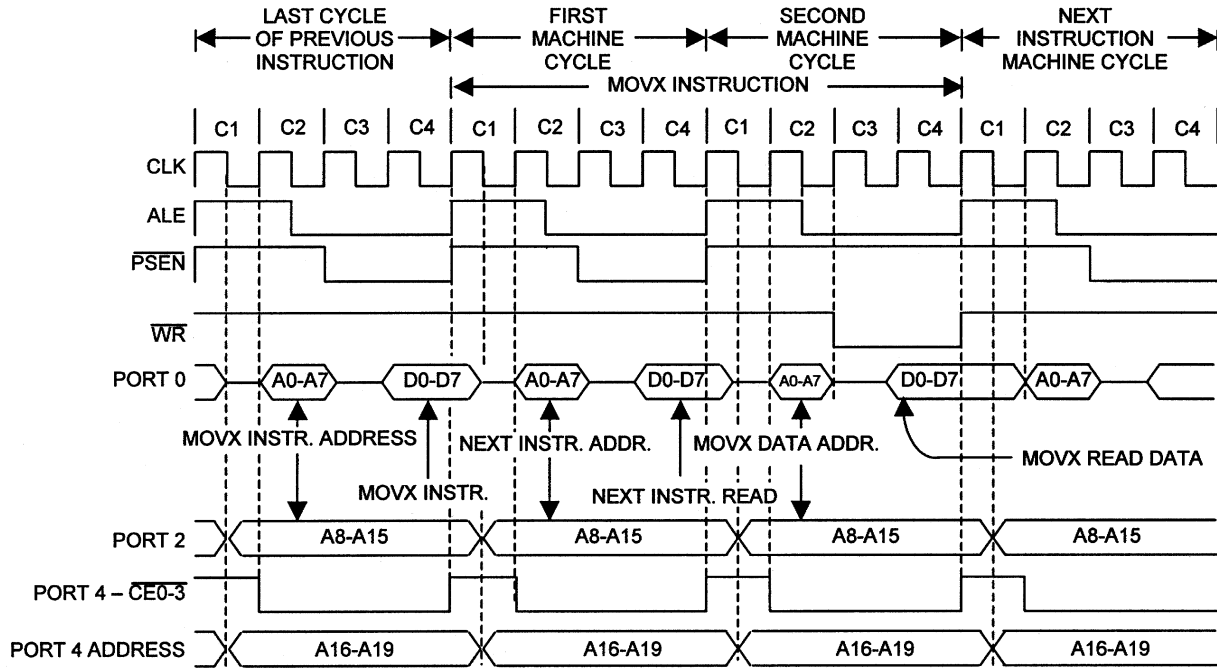 LAST CYCLE
OF PREVIOUS
INSTRUCTION
FIRST
MACHINE
CYCLE
SECOND
MACHINE
CYCLE
NEXT
INSTRUCTION
MACHINE CYCLE
MOVX INSTRUCTION
C1 C2 C3 C4 C1 C2 C3 C4 C1 C2 C3 C4 C1 C2 C3 C4
CLK
ALE
PSEN
WR
PORT 0 A0-A7 D0-D7 A0-A7 D0-D7 A0-A7 D0-D7 A0-A7
MOVX INSTR. ADDRESS NEXT INSTR. ADDR. MOVX DATA ADDR.
MOVX READ DATA
MOVX INSTR. NEXT INSTR. READ
PORT 2 A8-A15 A8-A15 A8-A15 A8-A15
PORT 4 – CE0-3
PORT 4 ADDRESS A16-A19 A16-A19 A16-A19 A16-A19